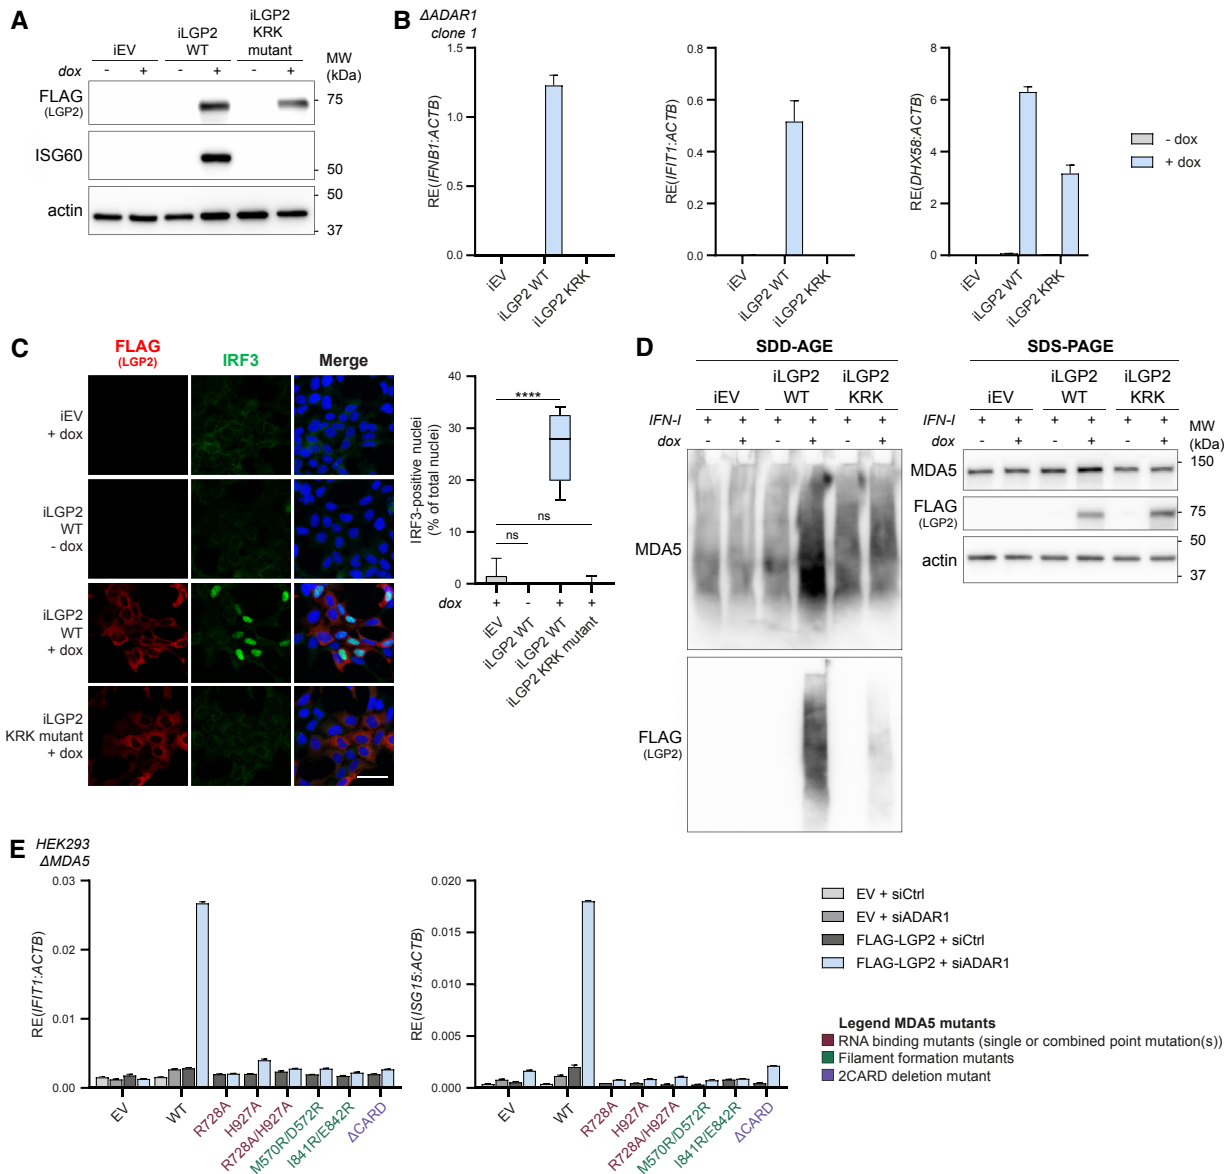 A
iEV
iLGP2
WT
iLGP2
KRK
mutant
MW
(kDa)
dox
-
+
-
+
-
+
FLAG
(LGP2)
75
ISG60
50
actin
50
37
B
ΔADAR1
clone 1
RE(IFNB1:ACTB)
1.5
1.0
0.5
0.0
iEV
iLGP2 WT
iLGP2 KRK
RE(IFIT1:ACTB)
0.8
0.6
0.4
0.2
0.0
iEV
iLGP2 WT
iLGP2 KRK
RE(DHX58:ACTB)
6
4
2
0
iEV
iLGP2 WT
iLGP2 KRK
- dox
+ dox
C
FLAG
(LGP2)
IRF3
Merge
iEV
+ dox
iLGP2
WT
- dox
iLGP2
WT
+ dox
iLGP2
KRK mutant
+ dox
IRF3-positive nuclei
(% of total nuclei)
40
30
20
10
0
****
ns
ns
dox
+
-
+
+
iEV
iLGP2 WT
iLGP2 WT
iLGP2 KRK mutant
D
SDD-AGE
iEV
iLGP2
WT
iLGP2
KRK
IFN-I
+
+
+
+
+
+
dox
-
+
-
+
-
+
MDA5
FLAG
(LGP2)
SDS-PAGE
iEV
iLGP2
WT
iLGP2
KRK
IFN-I
+
+
+
+
+
+
dox
-
+
-
+
-
+
MW
(kDa)
MDA5
150
FLAG
(LGP2)
75
actin
50
37
E
HEK293
ΔMDA5
RE(IFIT1:ACTB)
0.03
0.02
0.01
0.00
EV
WT
R728A
H927A
R728A/H927A
M570R/D572R
I841R/E842R
ΔCARD
RE(ISG15:ACTB)
0.020
0.015
0.010
0.005
0.000
EV
WT
R728A
H927A
R728A/H927A
M570R/D572R
I841R/E842R
ΔCARD
EV + siCtrl
EV + siADAR1
FLAG-LGP2 + siCtrl
FLAG-LGP2 + siADAR1
Legend MDA5 mutants
RNA binding mutants (single or combined point mutation(s))
Filament formation mutants
2CARD deletion mutant